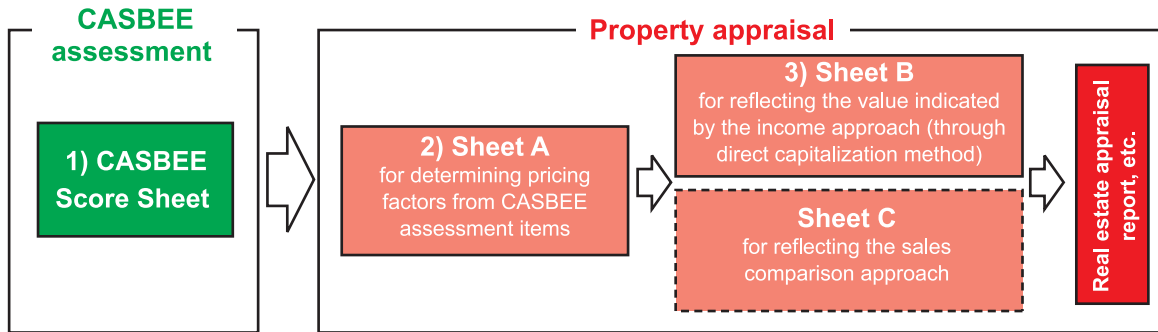 CASBEE
assessment
1) CASBEE
Score Sheet
Property appraisal
2) Sheet A
for determining pricing
factors from CASBEE
assessment items
3) Sheet B
for reflecting the value indicated
by the income approach (through
direct capitalization method)
Sheet C
for reflecting the sales
comparison approach
Real estate appraisal
report, etc.